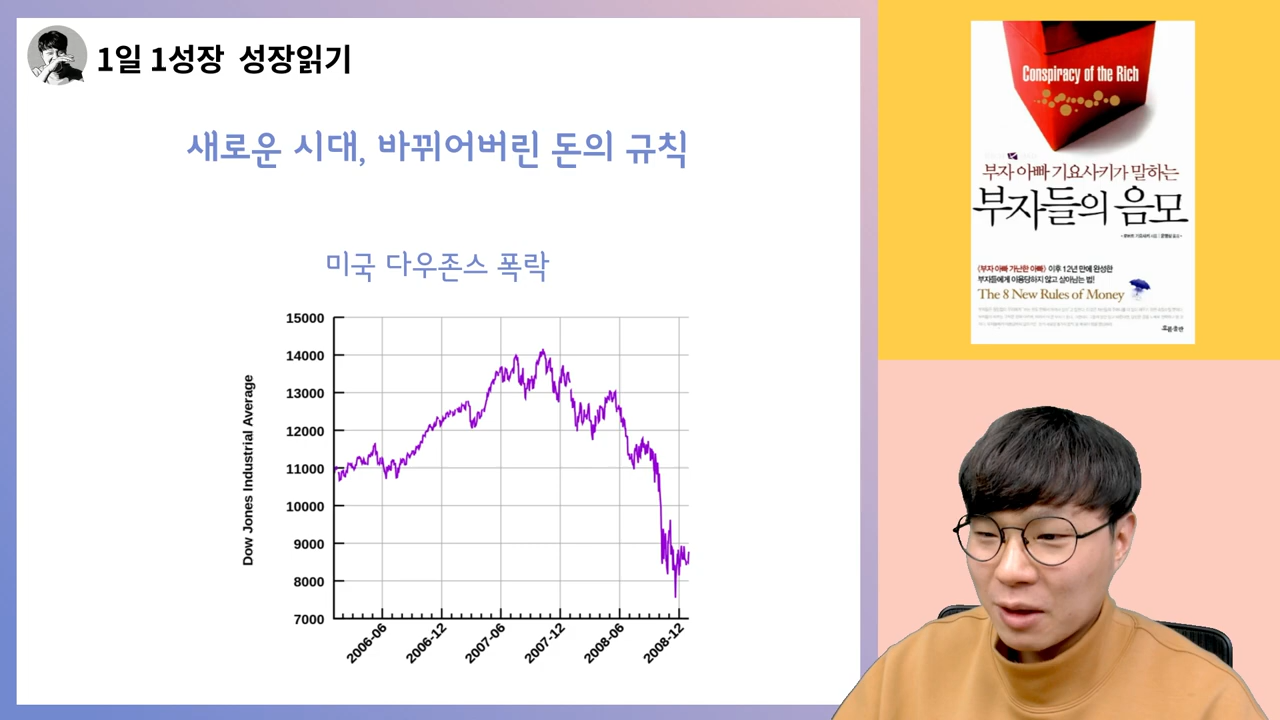 1일 1성장 성장읽기
새로운 시대, 바뀌어버린 돈의 규칙
미국 다우존스 폭락
Dow Jones Industrial Average
15000
14000
13000
12000
11000
10000
9000
8000
7000
2006-06
2006-12
2007-06
2007-12
2008-06
2008-12
Conspiracy of the Rich
부자 아빠 기요사키가 말하는
부자들의 음모
《부자 아빠 가난한 아빠》 이후 12년 만에 완성한
부자들에게 이용당하지 않고 살아남는 법!
The 8 New Rules of Money